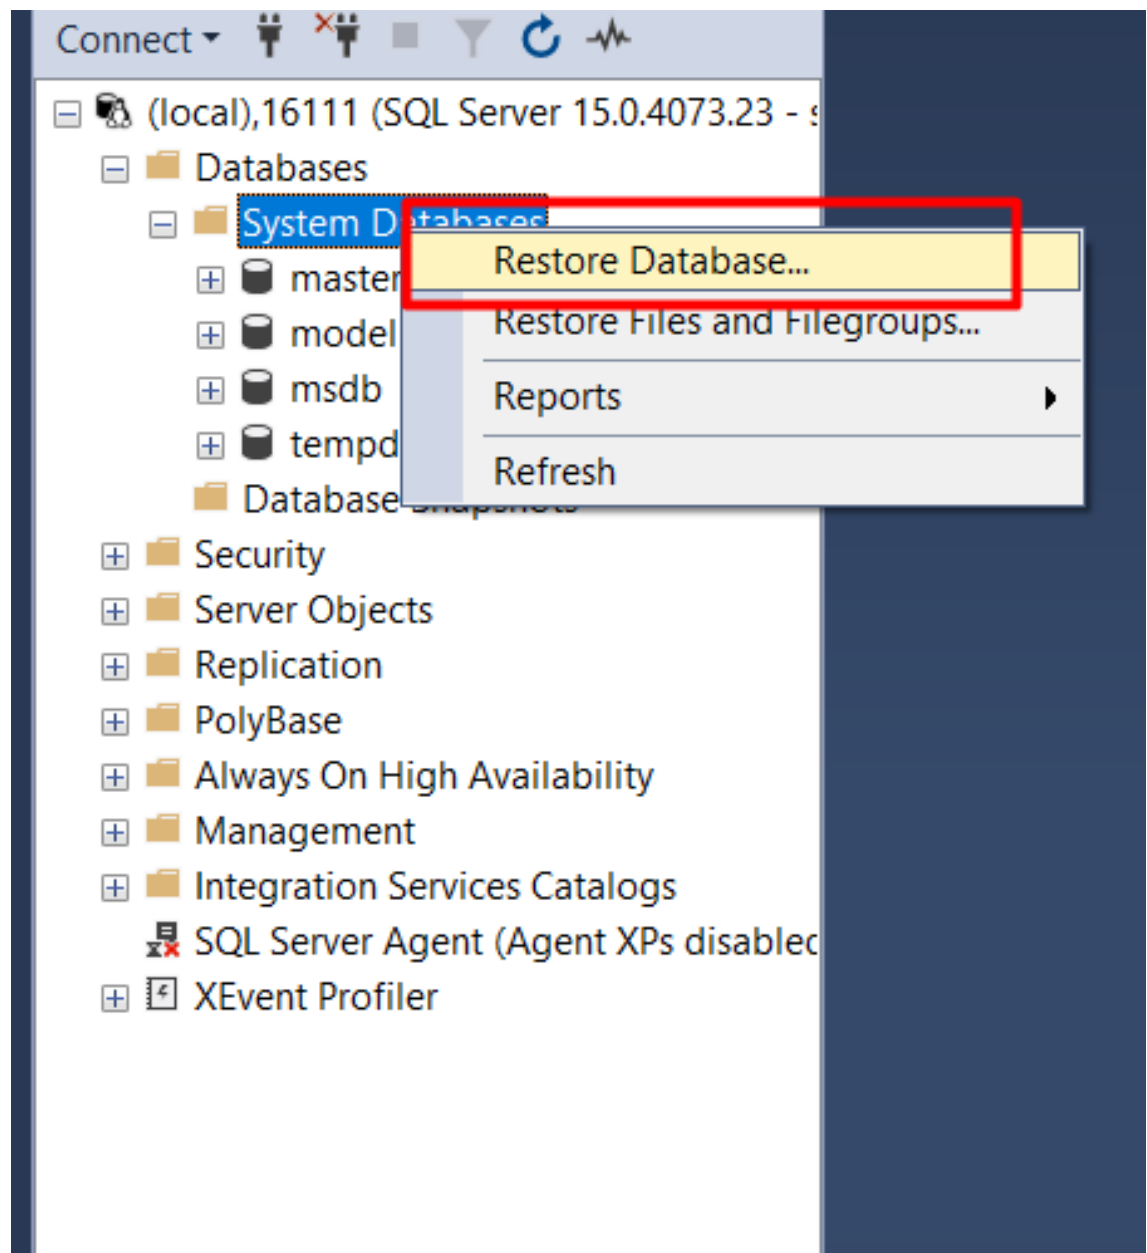 Connect
(local),16111 (SQL Server 15.0.4073.23 -
Databases
System Databases
Restore Database...
master
Restore Files and Filegroups...
model
msdb
Reports
tempd
Refresh
Database Snapshots
Security
Server Objects
Replication
PolyBase
Always On High Availability
Management
Integration Services Catalogs
SQL Server Agent (Agent XPs disabled
XEvent Profiler